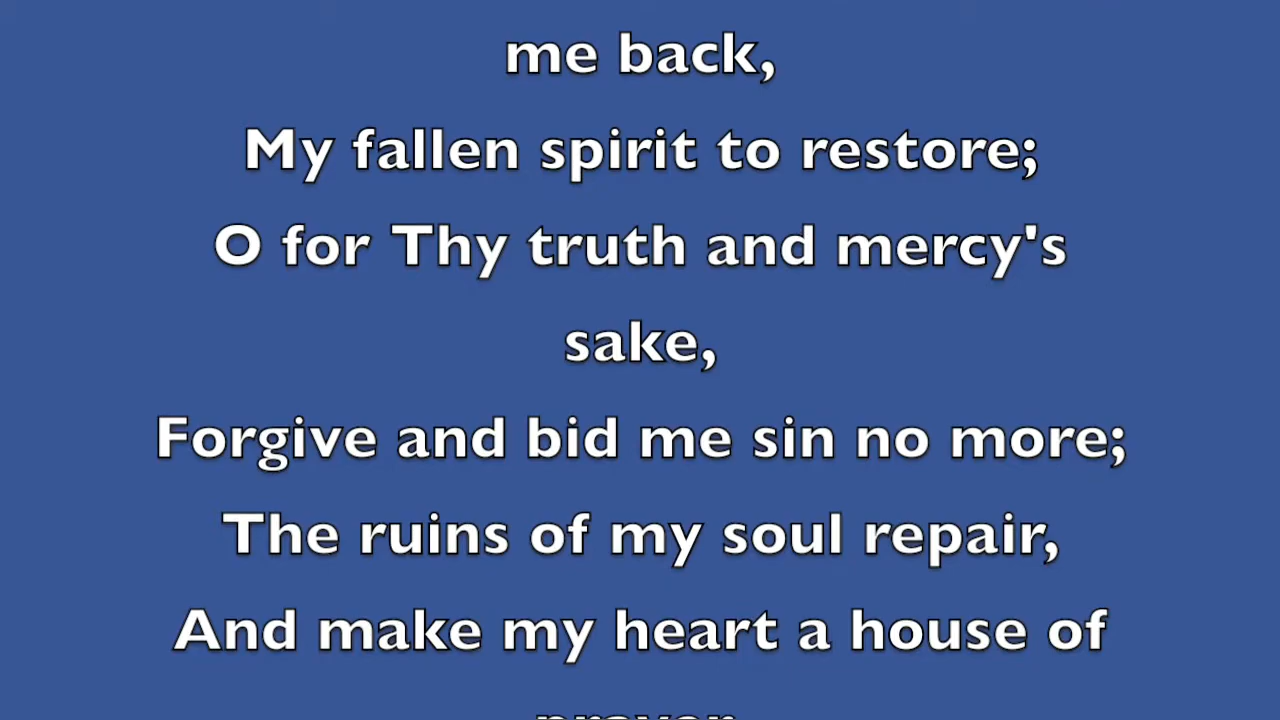 me back,
My fallen spirit to restore;
O for Thy truth and mercy's
sake,
Forgive and bid me sin no more;
The ruins of my soul repair,
And make my heart a house of
prayer.